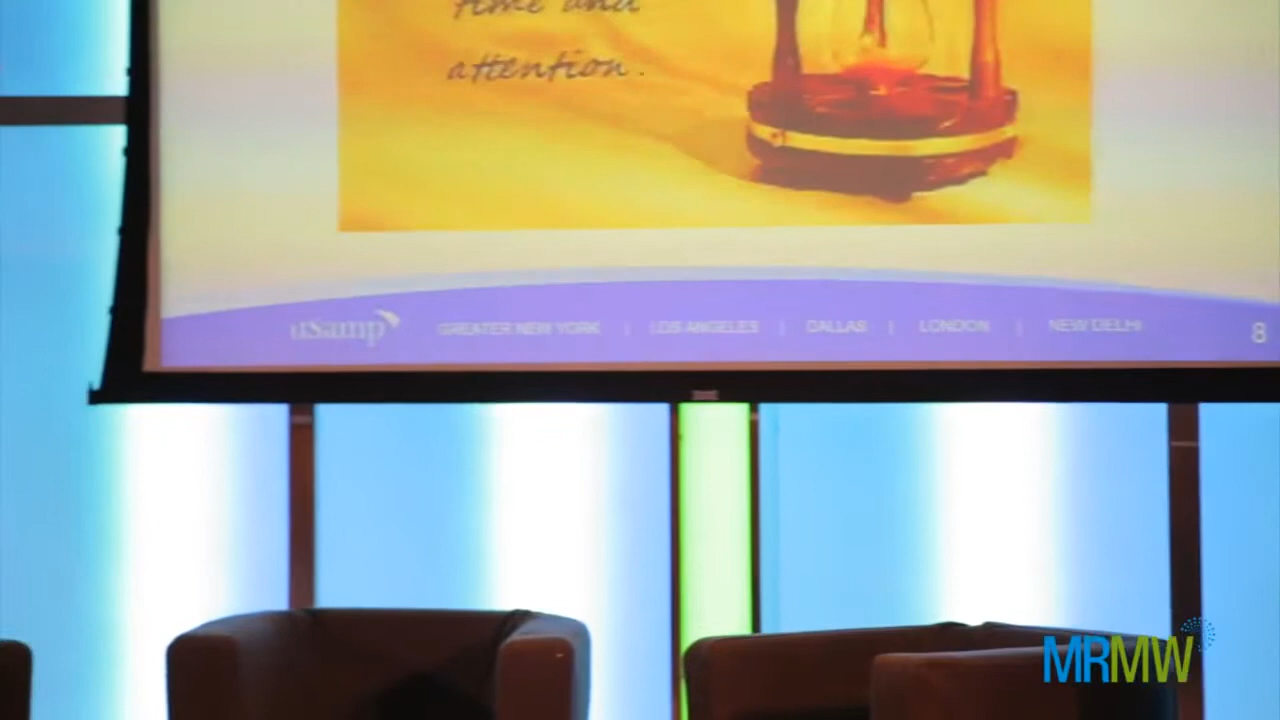 time and
attention.
uSamp GREATER NEW YORK | LOS ANGELES | DALLAS | LONDON | NEW DELHI 8
MRMW